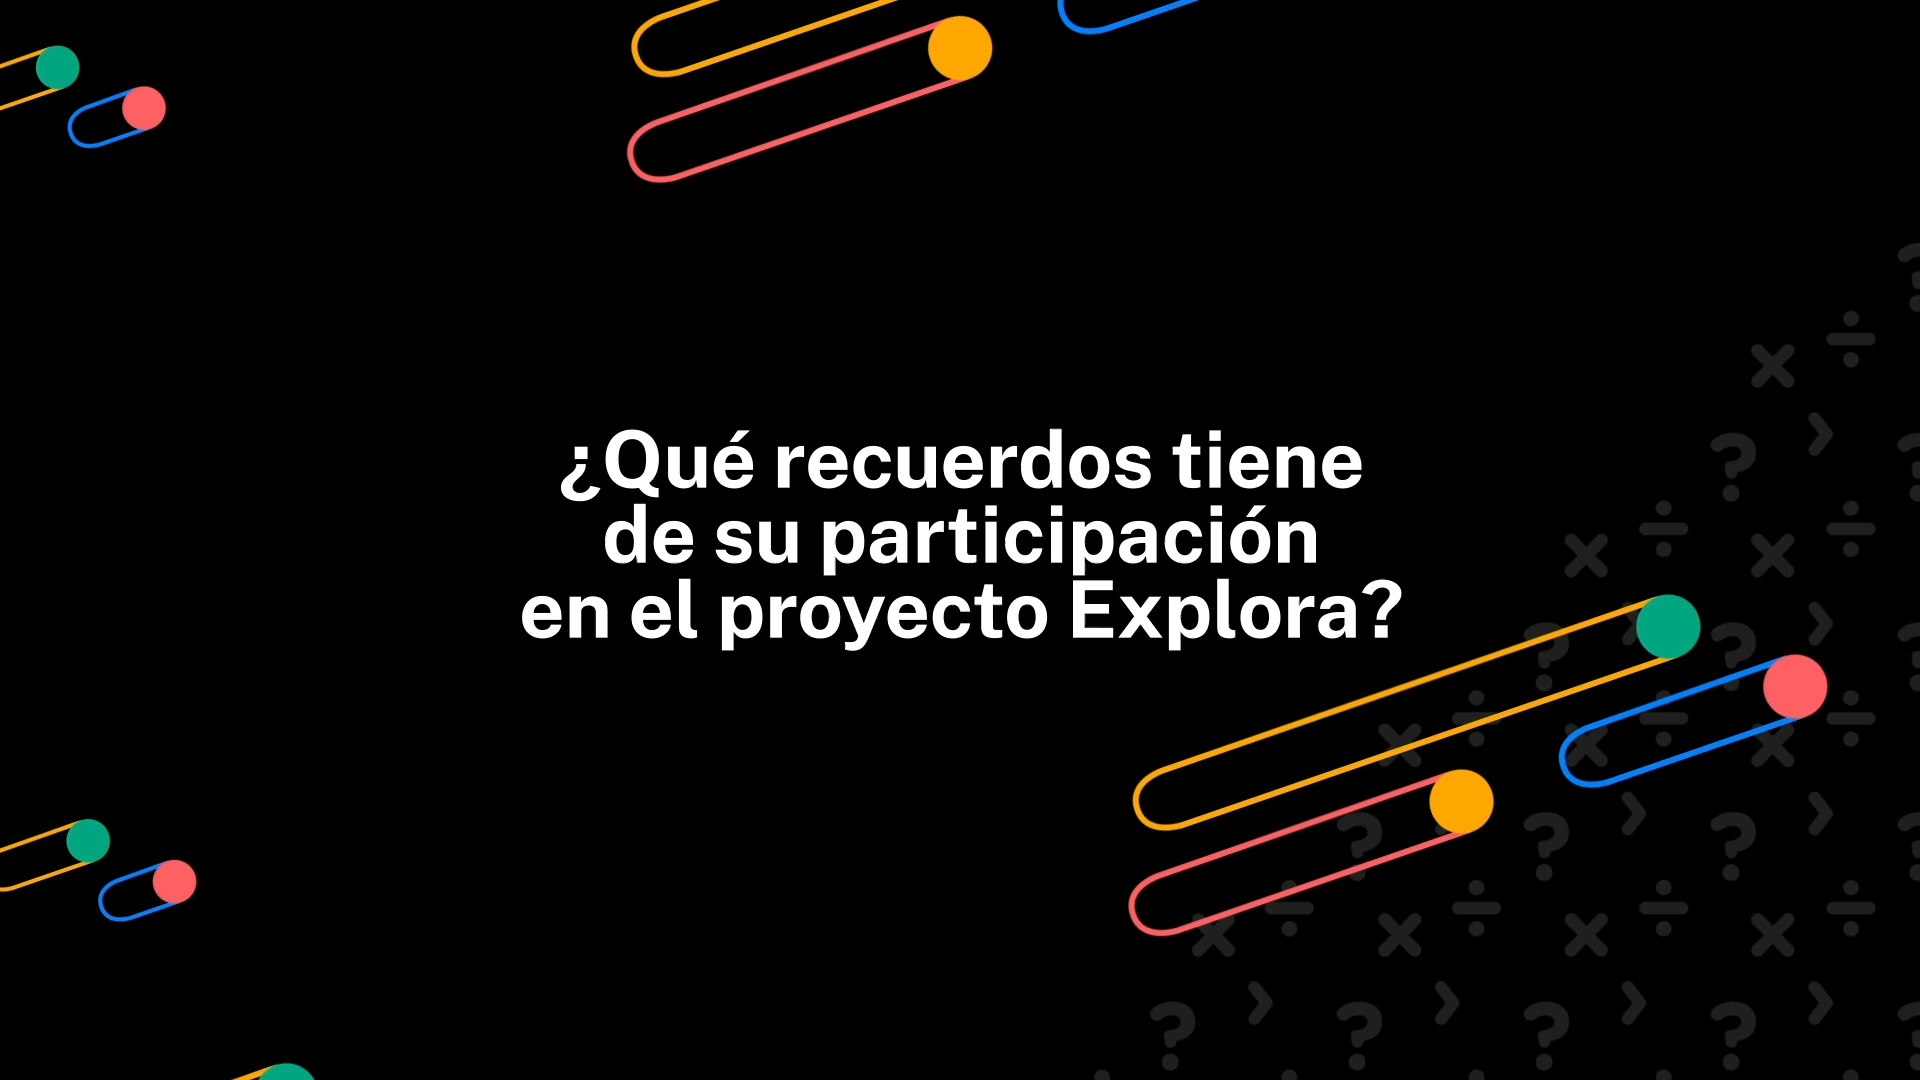 ¿Qué recuerdos tiene
de su participación
en el proyecto Explora?